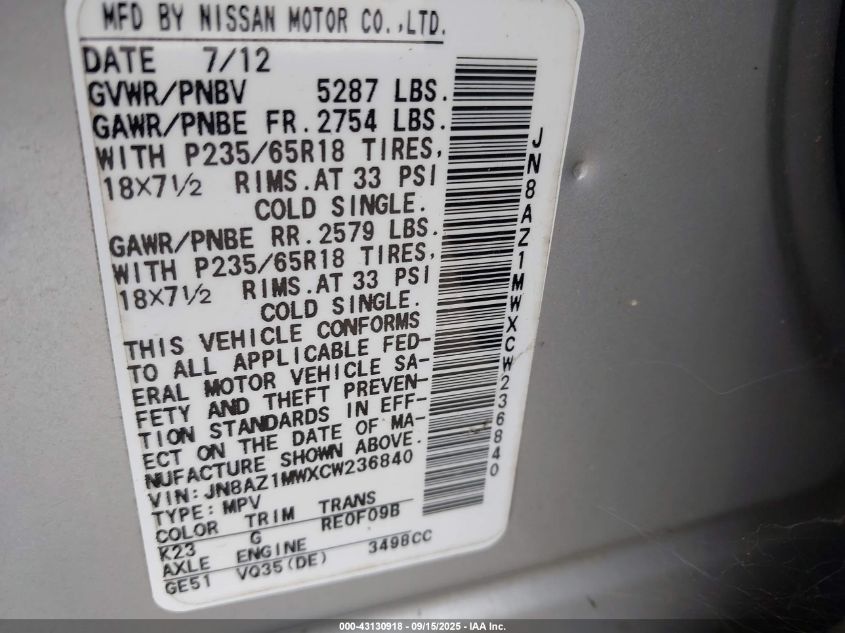 MFD BY NISSAN MOTOR CO.,LTD.
DATE 7/12
GVWR/PNBV 5287 LBS.
GAWR/PNBE FR. 2754 LBS.
WITH P235/65R18 TIRES,
18X7½ RIMS.AT 33 PSI
COLD SINGLE.
GAWR/PNBE RR. 2579 LBS.
WITH P235/65R18 TIRES,
18X7½ RIMS.AT 33 PSI
COLD SINGLE.
THIS VEHICLE CONFORMS
TO ALL APPLICABLE FED-
ERAL MOTOR VEHICLE SA-
FETY AND THEFT PREVEN-
TION STANDARDS IN EFF-
ECT ON THE DATE OF MA-
NUFACTURE SHOWN ABOVE.
VIN: JN8AZ1MWXCW236840
TYPE: MPV
COLOR TRIM TRANS
K23 G RE0F09B
AXLE ENGINE
GE51 VQ35(DE) 3498CC
JN8AZ1MWXCW236840
000-43130918 - 09/15/2025 - IAA Inc.